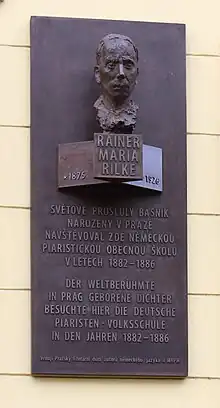 RAINER
MARIA
RILKE
*1875
1926
SVĚTOVĚ PROSLULÝ BÁSNÍK
NAROZENÝ V PRAZE
NAVŠTĚVOVAL ZDE NĚMECKOU
PIARISTICKOU OBECNOU ŠKOLU
V LETECH 1882-1886
DER WELTBERÜHMTE
IN PRAG GEBORENE DICHTER
BESUCHTE HIER DIE DEUTSCHE
PIARISTEN-VOLKSSCHULE
IN DEN JAHREN 1882-1886